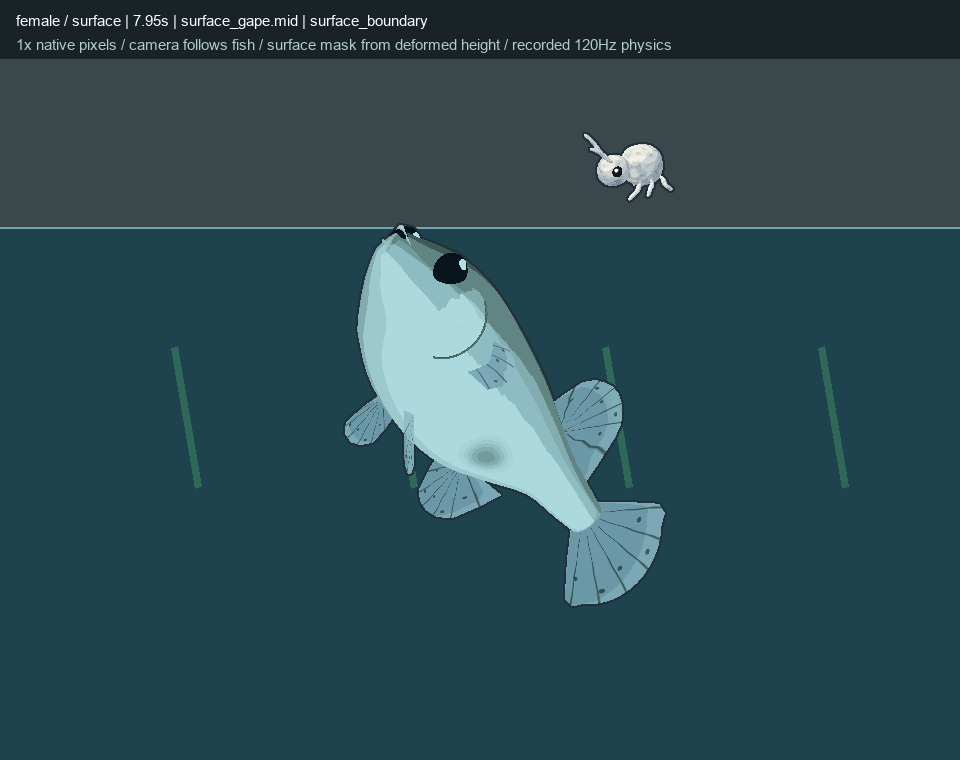 female / surface | 7.95s | surface_gape.mid | surface_boundary
1x native pixels / camera follows fish / surface mask from deformed height / recorded 120Hz physics